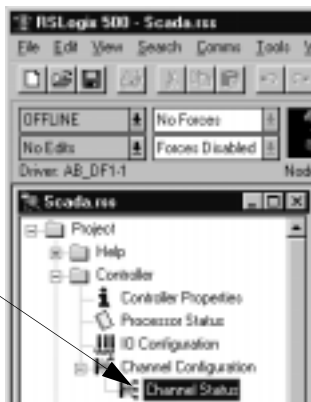 RSLogix 500 - Scada.rss
File Edit View Search Comms Tools
OFFLINE No Forces
No Edits Forces Disabled
Driver: AB_DF1-1 Nod
Scada.rss
Project
Help
Controller
Controller Properties
Processor Status
IO Configuration
Channel Configuration
Channel Status